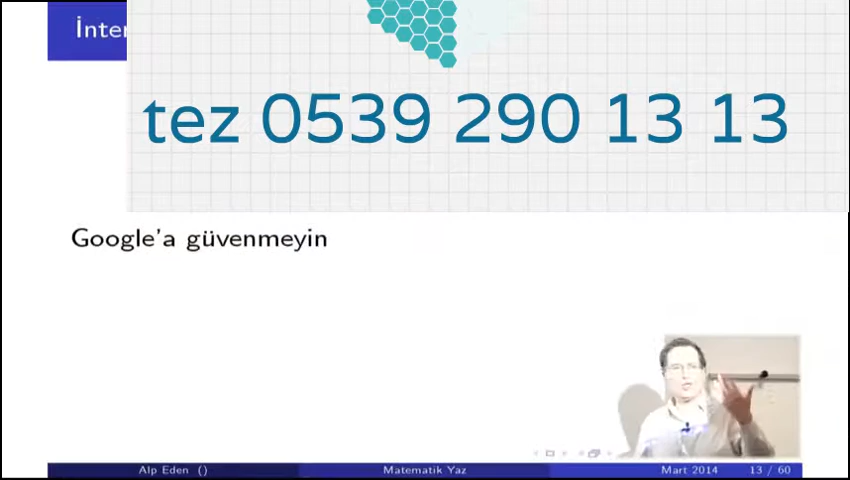 İnter
tez 0539 290 13 13
Google'a güvenmeyin
Alp Eden ()
Matematik Yaz
Mart 2014
13 / 60